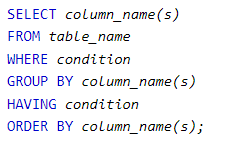 SELECT column_name(s)
FROM table_name
WHERE condition
GROUP BY column_name(s)
HAVING condition
ORDER BY column_name(s);